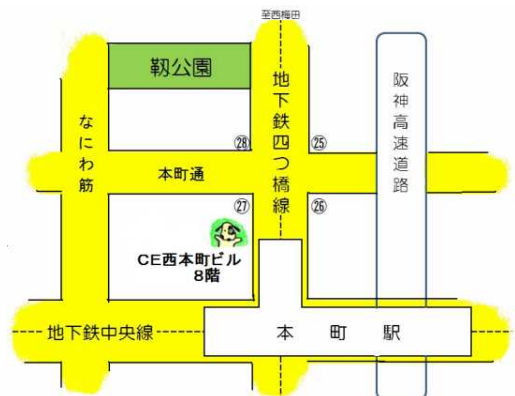 至西梅田
靱公園
地下鉄四つ橋線
阪神高速道路
なにわ筋
㉘
㉕
本町通
㉗
㉖
CE西本町ビル
8階
地下鉄中央線
本町駅